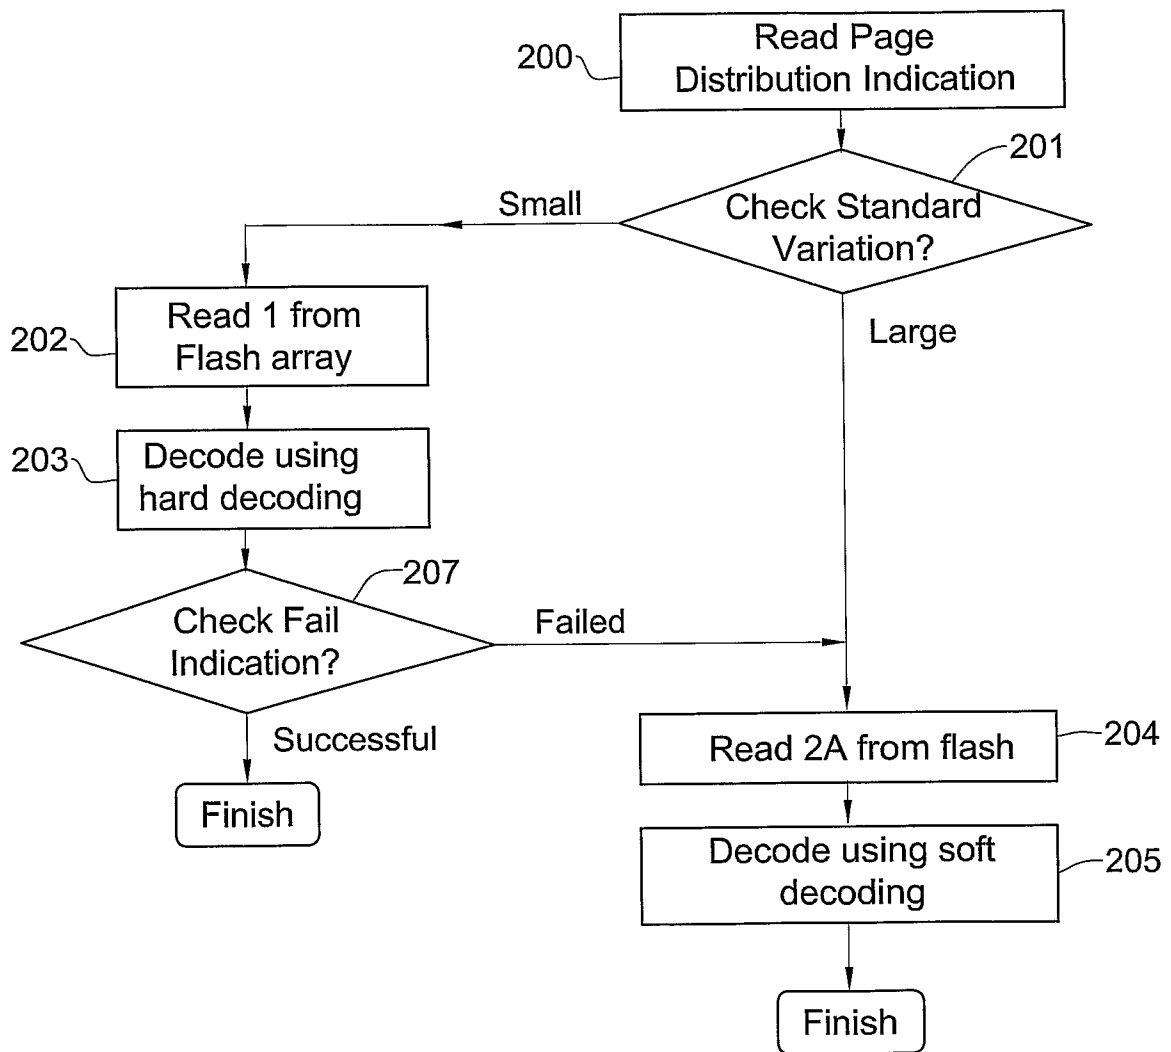 Read Page
Distribution Indication
200
201
Check Standard
Variation?
Small
Large
Read 1 from
Flash array
202
Decode using
hard decoding
203
207
Check Fail
Indication?
Failed
Successful
Finish
Read 2A from flash
204
Decode using soft
decoding
205
Finish